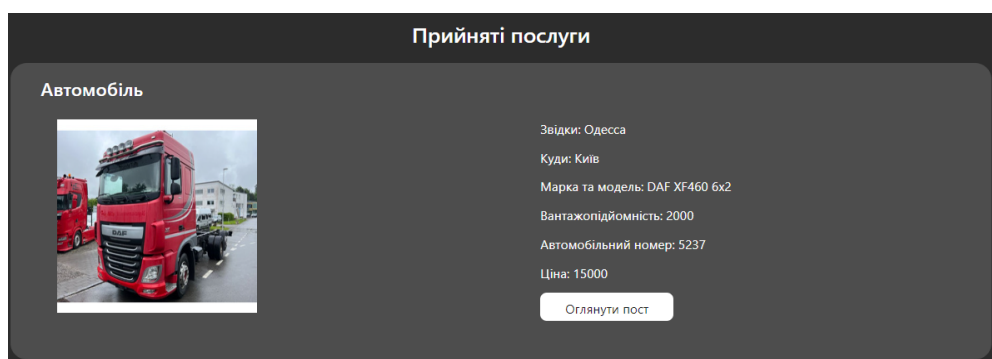 Прийняті послуги
Автомобіль
Звідки: Одесса
Куди: Київ
Марка та модель: DAF XF460 6x2
Вантажопідйомність: 2000
Автомобільний номер: 5237
Ціна: 15000
Оглянути пост
DAF